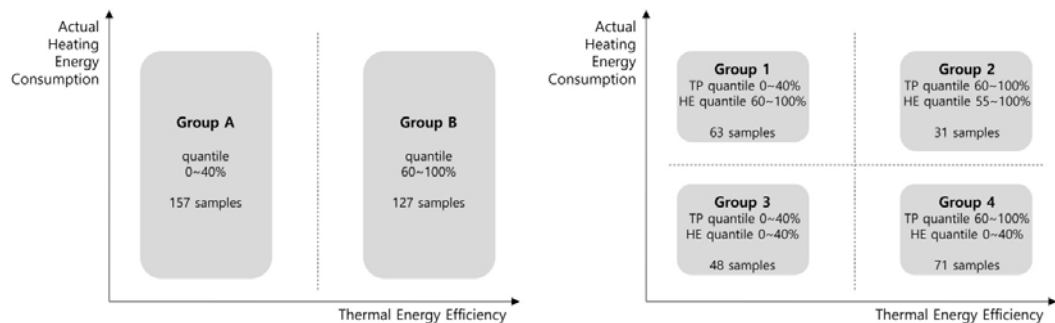 Actual
Heating
Energy
Consumption
Group A
quantile
0~40%
157 samples
Group B
quantile
60~100%
127 samples
Thermal Energy Efficiency
Actual
Heating
Energy
Consumption
Group 1
TP quantile 0~40%
HE quantile 60~100%
63 samples
Group 2
TP quantile 60~100%
HE quantile 55~100%
31 samples
Group 3
TP quantile 0~40%
HE quantile 0~40%
48 samples
Group 4
TP quantile 60~100%
HE quantile 0~40%
71 samples
Thermal Energy Efficiency